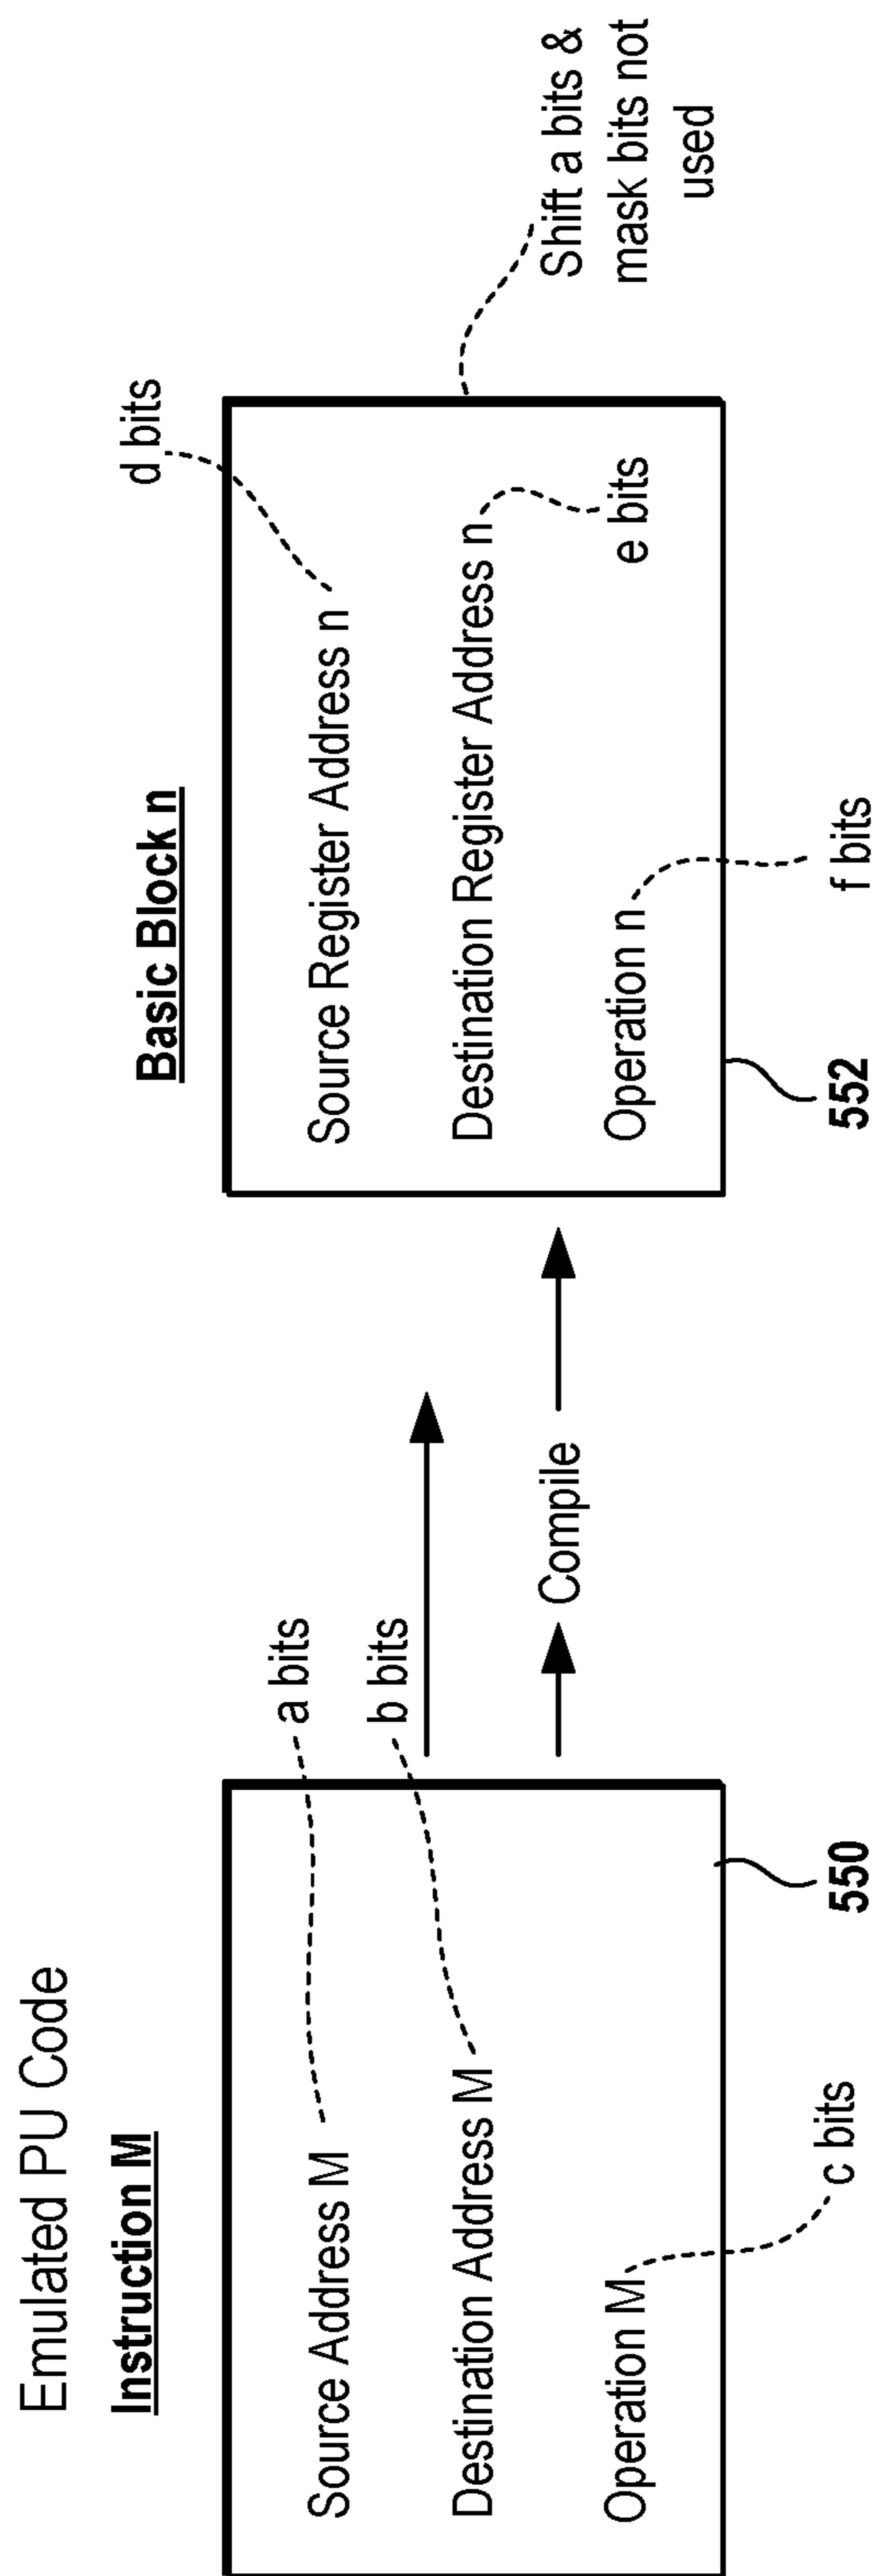 Emulated PU Code
Instruction M
Source Address M
a bits
Destination Address M
b bits
Operation M
c bits
550
Compile
Basic Block n
Source Register Address n
d bits
Destination Register Address n
e bits
Operation n
f bits
552
Shift a bits &
mask bits not
used